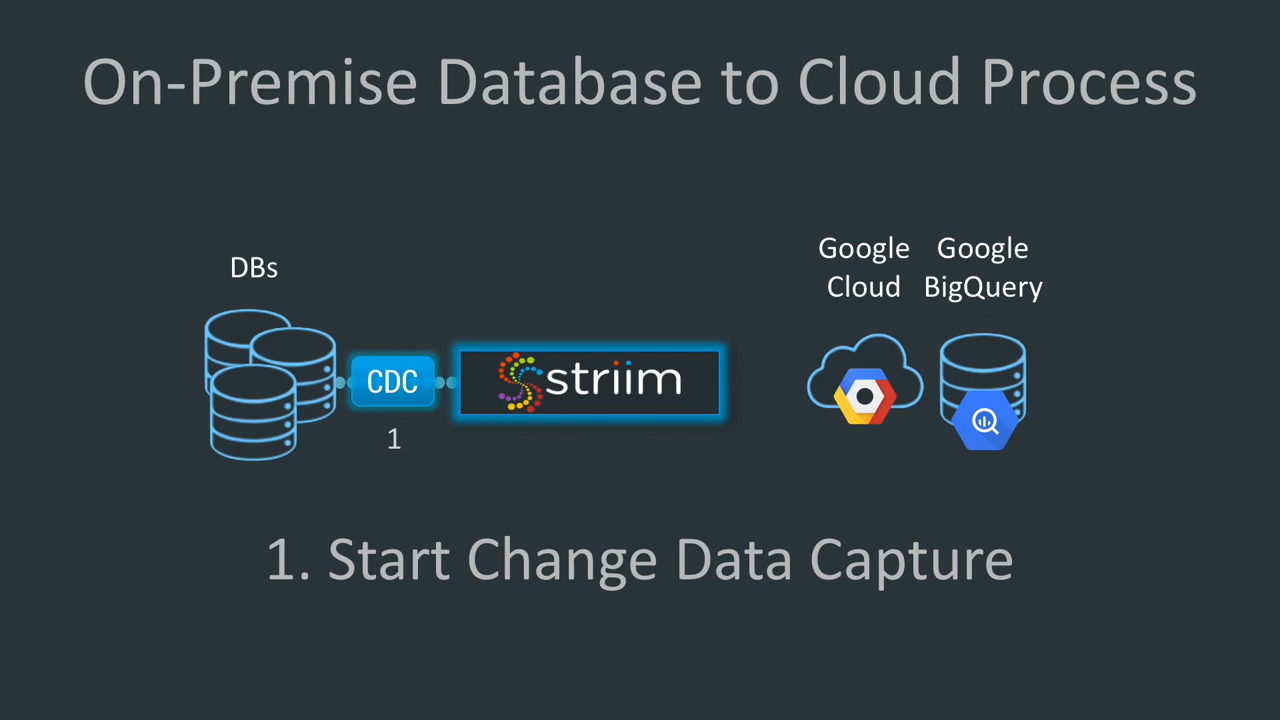 On-Premise Database to Cloud Process
DBs
Google Cloud
Google BigQuery
CDC
striim
1
1. Start Change Data Capture